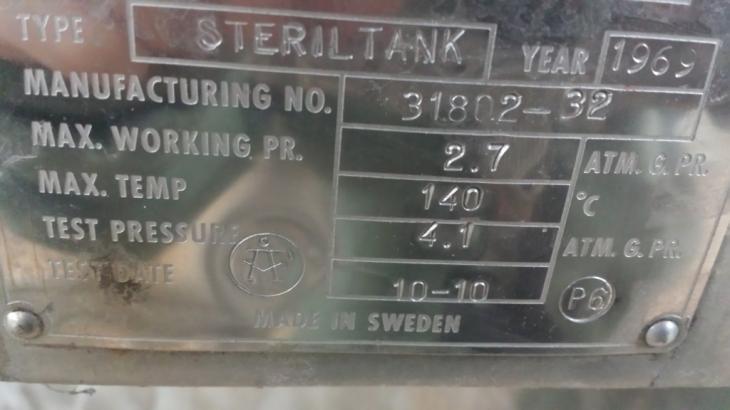 TYPE STERILTANK YEAR 1969
MANUFACTURING NO. 31802-32
MAX. WORKING PR. 2.7 ATM. G. PR.
MAX. TEMP 140 °C
TEST PRESSURE 4.1 ATM. G. PR.
TEST DATE 10-10 P6
MADE IN SWEDEN